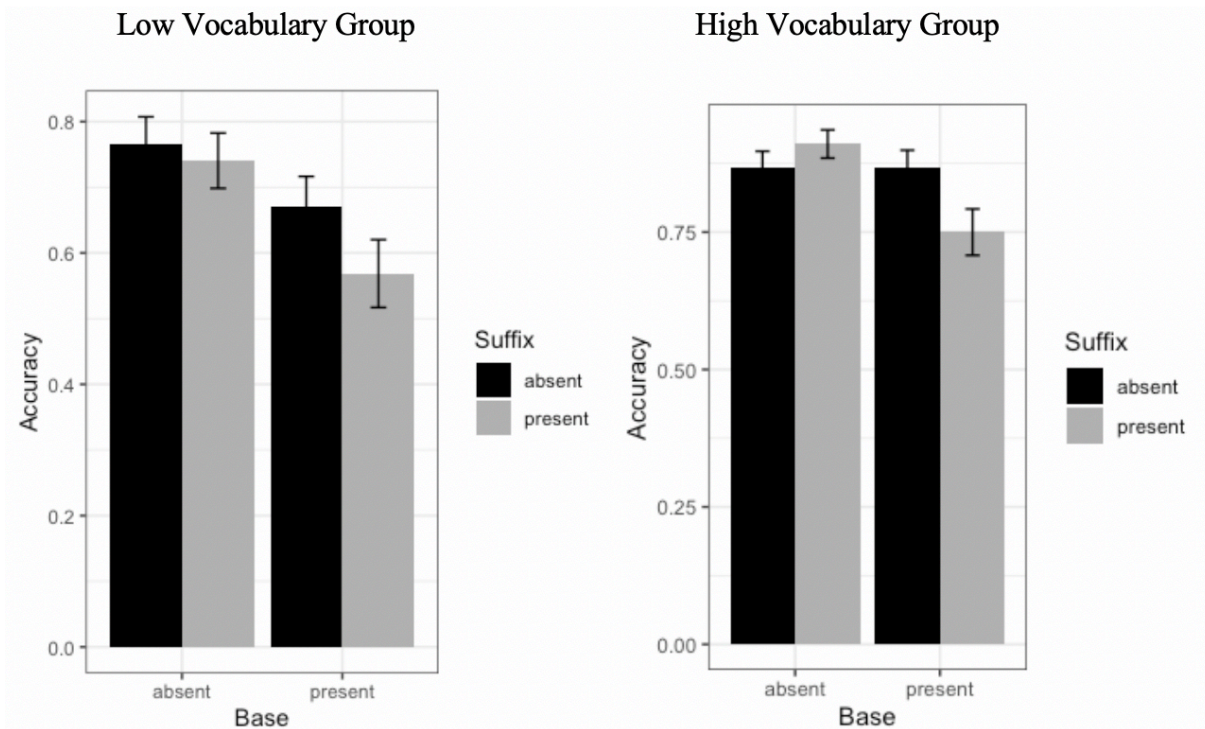 Low Vocabulary Group
0.8
0.6
0.4
0.2
0.0
Accuracy
absent
present
Base
Suffix
absent
present
High Vocabulary Group
0.75
0.50
0.25
0.00
Accuracy
absent
present
Base
Suffix
absent
present